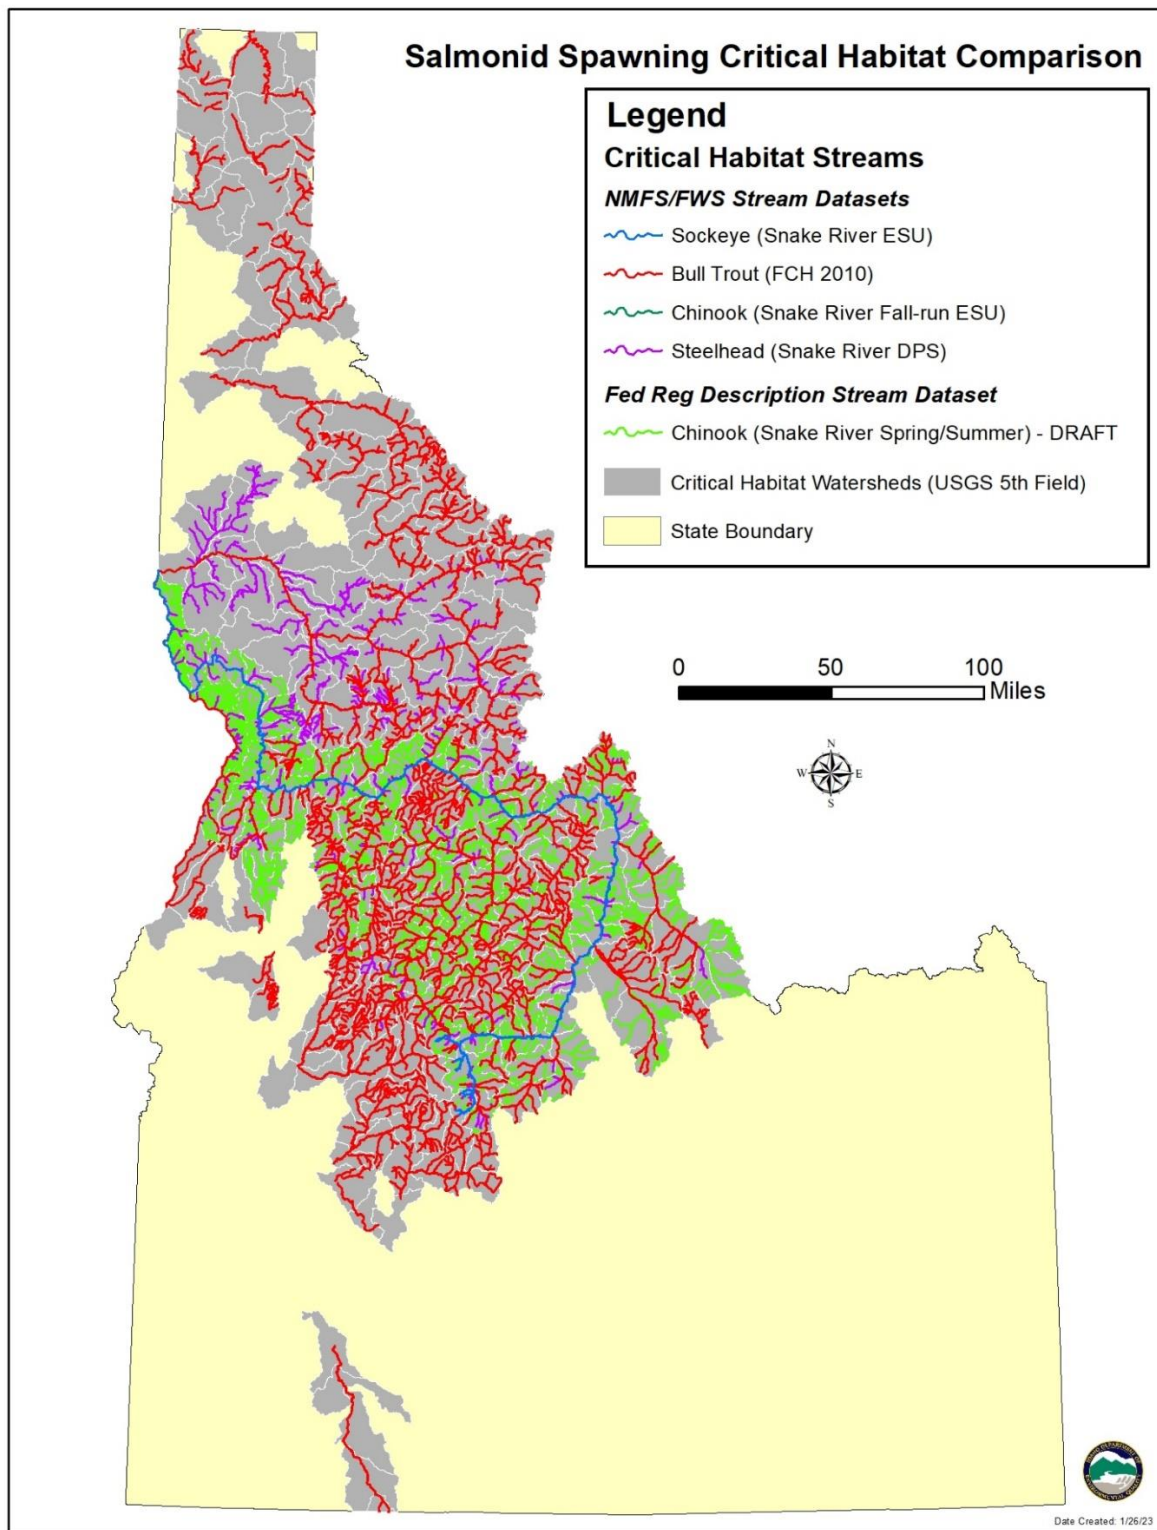 Salmonid Spawning Critical Habitat Comparison
Legend
Critical Habitat Streams
NMFS/FWS Stream Datasets
Sockeye (Snake River ESU)
Bull Trout (FCH 2010)
Chinook (Snake River Fall-run ESU)
Steelhead (Snake River DPS)
Fed Reg Description Stream Dataset
Chinook (Snake River Spring/Summer) - DRAFT
Critical Habitat Watersheds (USGS 5th Field)
State Boundary
0 50 100
Miles
N
W E
S
Date Created: 1/26/23